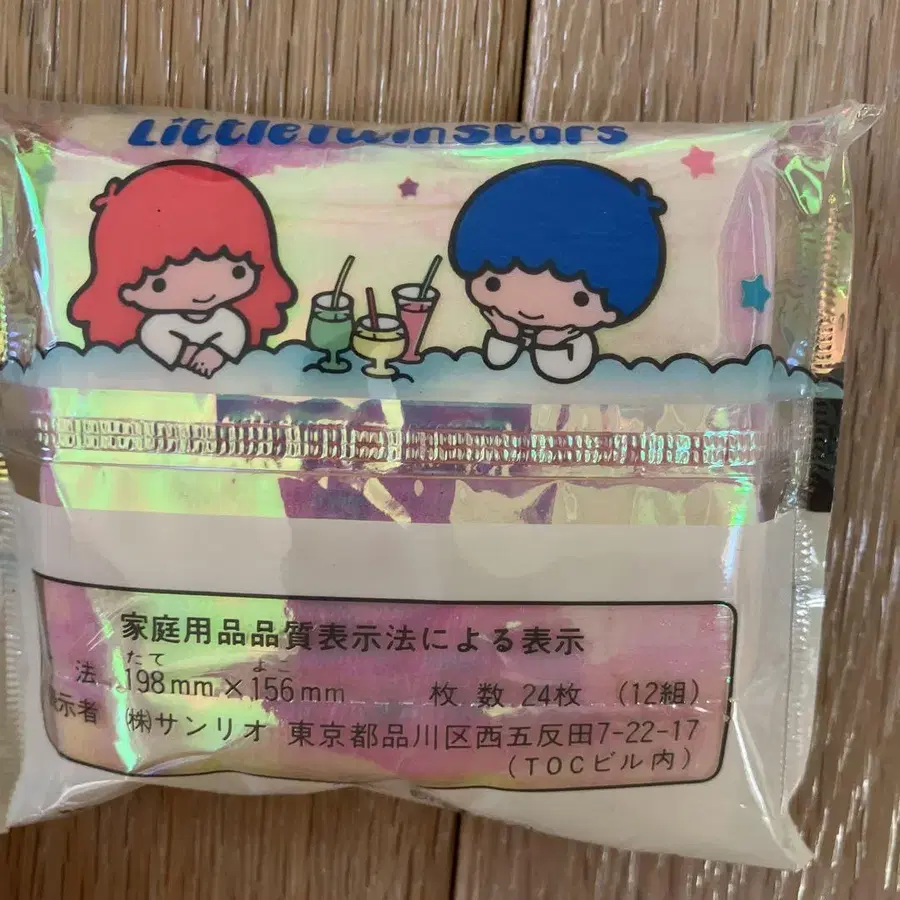 LittleTwinStars
家庭用品品質表示法による表示
たて よこ
法 198mm×156mm 枚数 24枚 (12組)
示者 ㈱サンリオ 東京都品川区西五反田7-22-17
(TOCビル内)